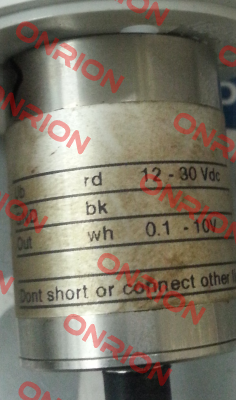 ONRION
rd 12 - 30 Vdc
bk
Out wh 0.1 - 10V
Dont short or connect other
ONRION
ONRION
ONRION
ONRION
ONRION